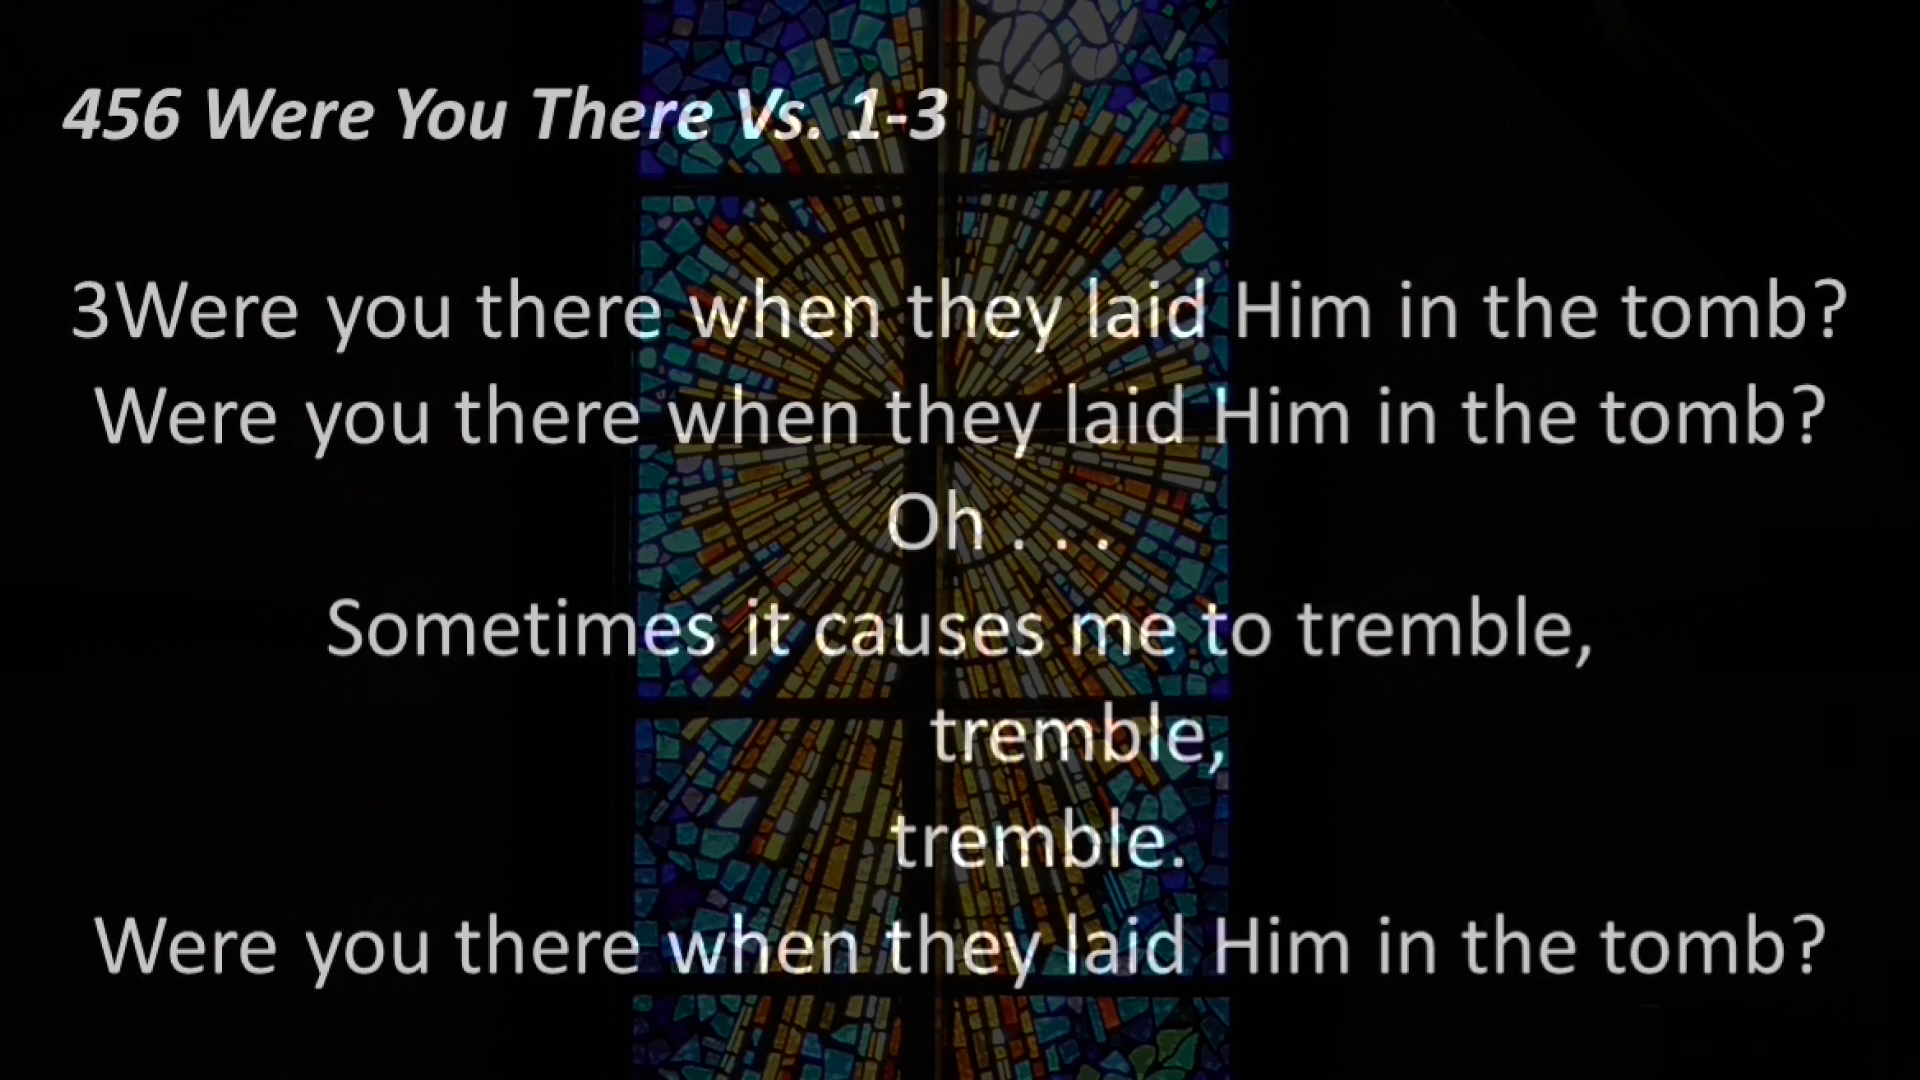 456 Were You There Vs. 1-3
3Were you there when they laid Him in the tomb?
Were you there when they laid Him in the tomb?
Oh . . .
Sometimes it causes me to tremble,
tremble,
tremble.
Were you there when they laid Him in the tomb?